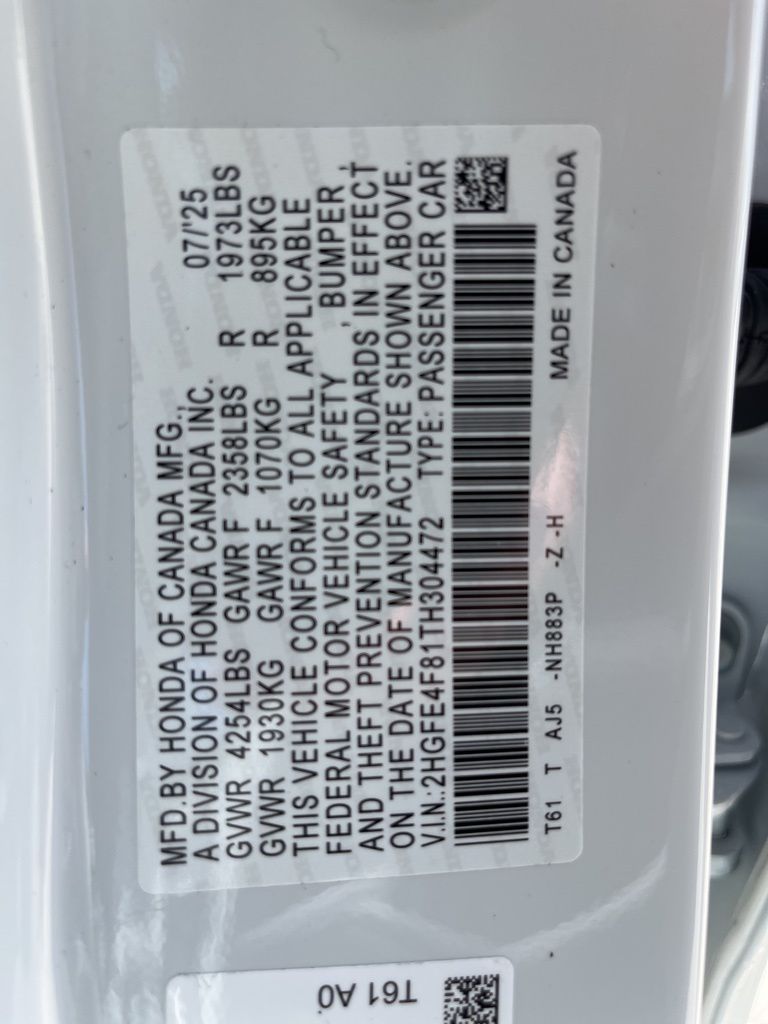 MFD.BY HONDA OF CANADA MFG.,
A DIVISION OF HONDA CANADA INC. 07/'25
GVWR 4254LBS GAWR F 2358LBS R 1973LBS
GVWR 1930KG GAWR F 1070KG R 895KG
THIS VEHICLE CONFORMS TO ALL APPLICABLE
FEDERAL MOTOR VEHICLE SAFETY , BUMPER ,
AND THEFT PREVENTION STANDARDS IN EFFECT
ON THE DATE OF MANUFACTURE SHOWN ABOVE.
V.I.N.:2HGFE4F81TH304472 TYPE: PASSENGER CAR
T61 T AJ5 -NH883P -Z -H MADE IN CANADA
T61 A0